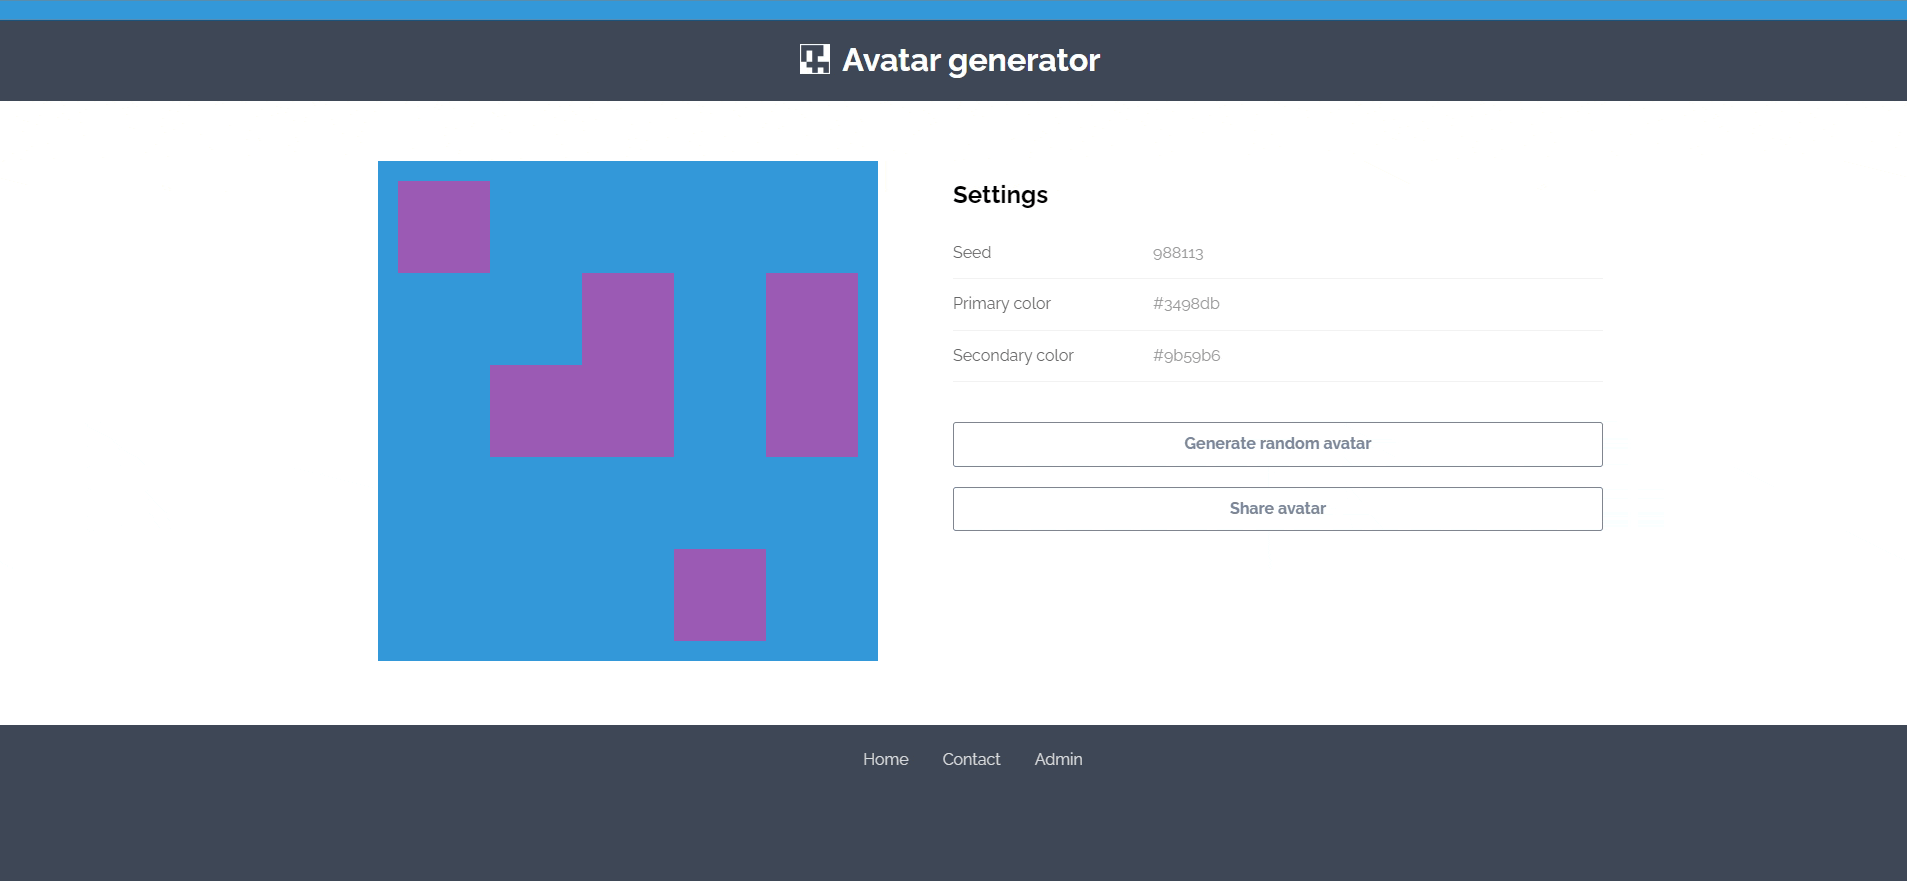 Avatar generator
Settings
Seed 988113
Primary color #3498db
Secondary color #9b59b6
Generate random avatar
Share avatar
Home Contact Admin